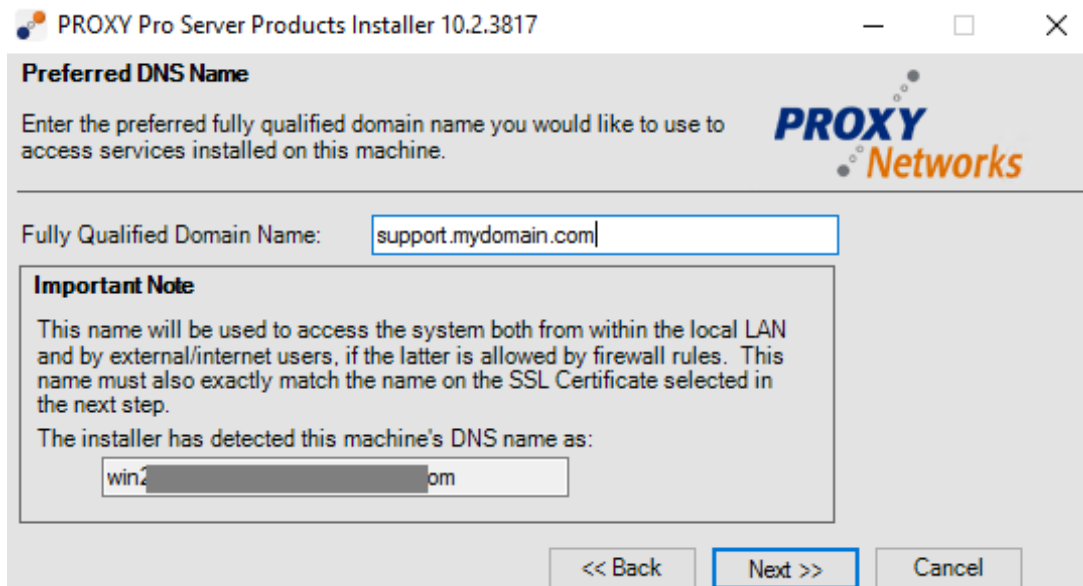 PROXY Pro Server Products Installer 10.2.3817
Preferred DNS Name
Enter the preferred fully qualified domain name you would like to use to
access services installed on this machine.
PROXY
Networks
Fully Qualified Domain Name:
support.mydomain.com
Important Note
This name will be used to access the system both from within the local LAN
and by external/internet users, if the latter is allowed by firewall rules.  This
name must also exactly match the name on the SSL Certificate selected in
the next step.
The installer has detected this machine's DNS name as:
<< Back
Next >>
Cancel